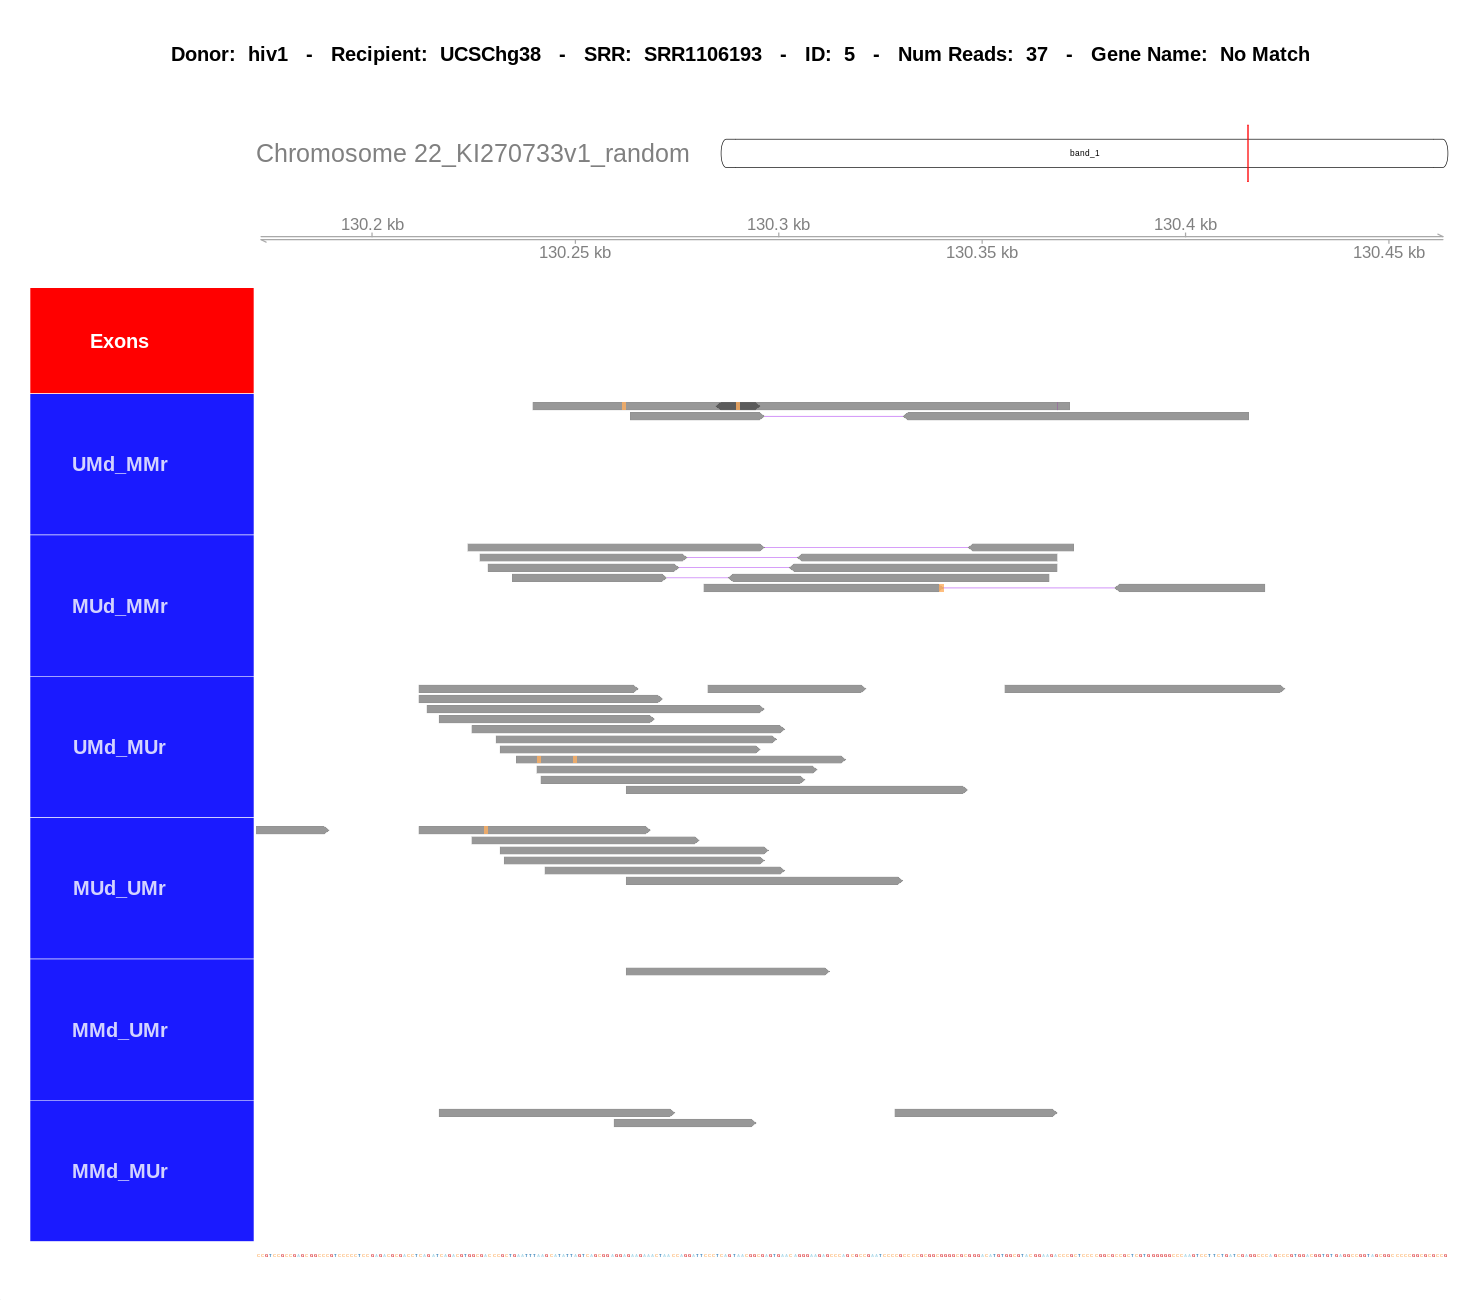 Donor: hiv1 - Recipient: UCSChg38 - SRR: SRR1106193 - ID: 5 - Num Reads: 37 - Gene Name: No Match
Chromosome 22_KI270733v1_random
band_1
130.2 kb 130.3 kb 130.4 kb
130.25 kb 130.35 kb 130.45 kb
Exons
UMd_MMr
MUd_MMr
UMd_MUr
MUd_UMr
MMd_UMr
MMd_MUr